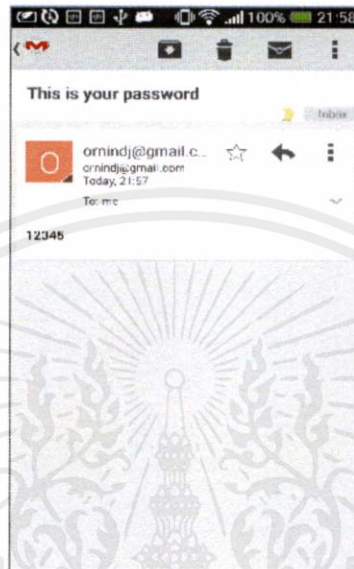 100% 21:58
This is your password
Inbox
O
ornindj@gmail.c...
ornindj@gmail.com
Today, 21:57
To: me
12345